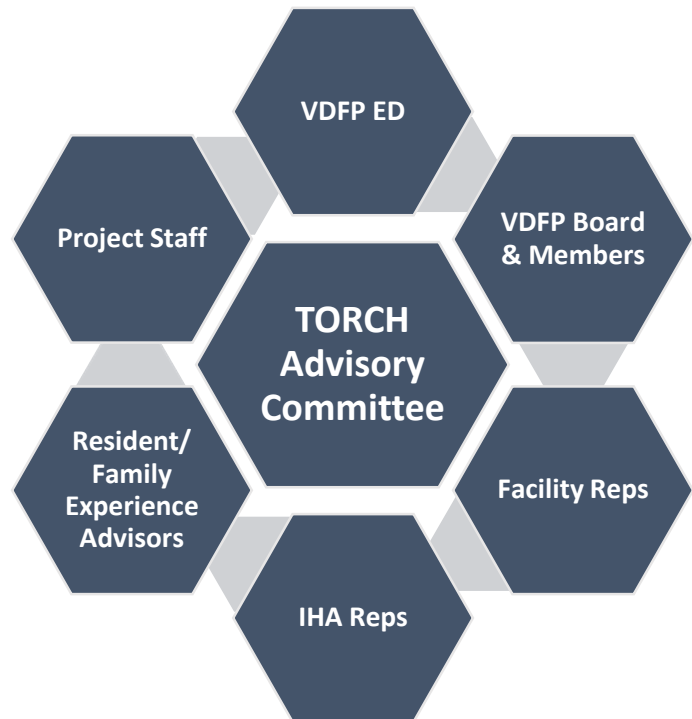 VDFP ED
Project Staff
VDFP Board
& Members
TORCH
Advisory
Committee
Resident/
Family
Experience
Advisors
Facility Reps
IHA Reps